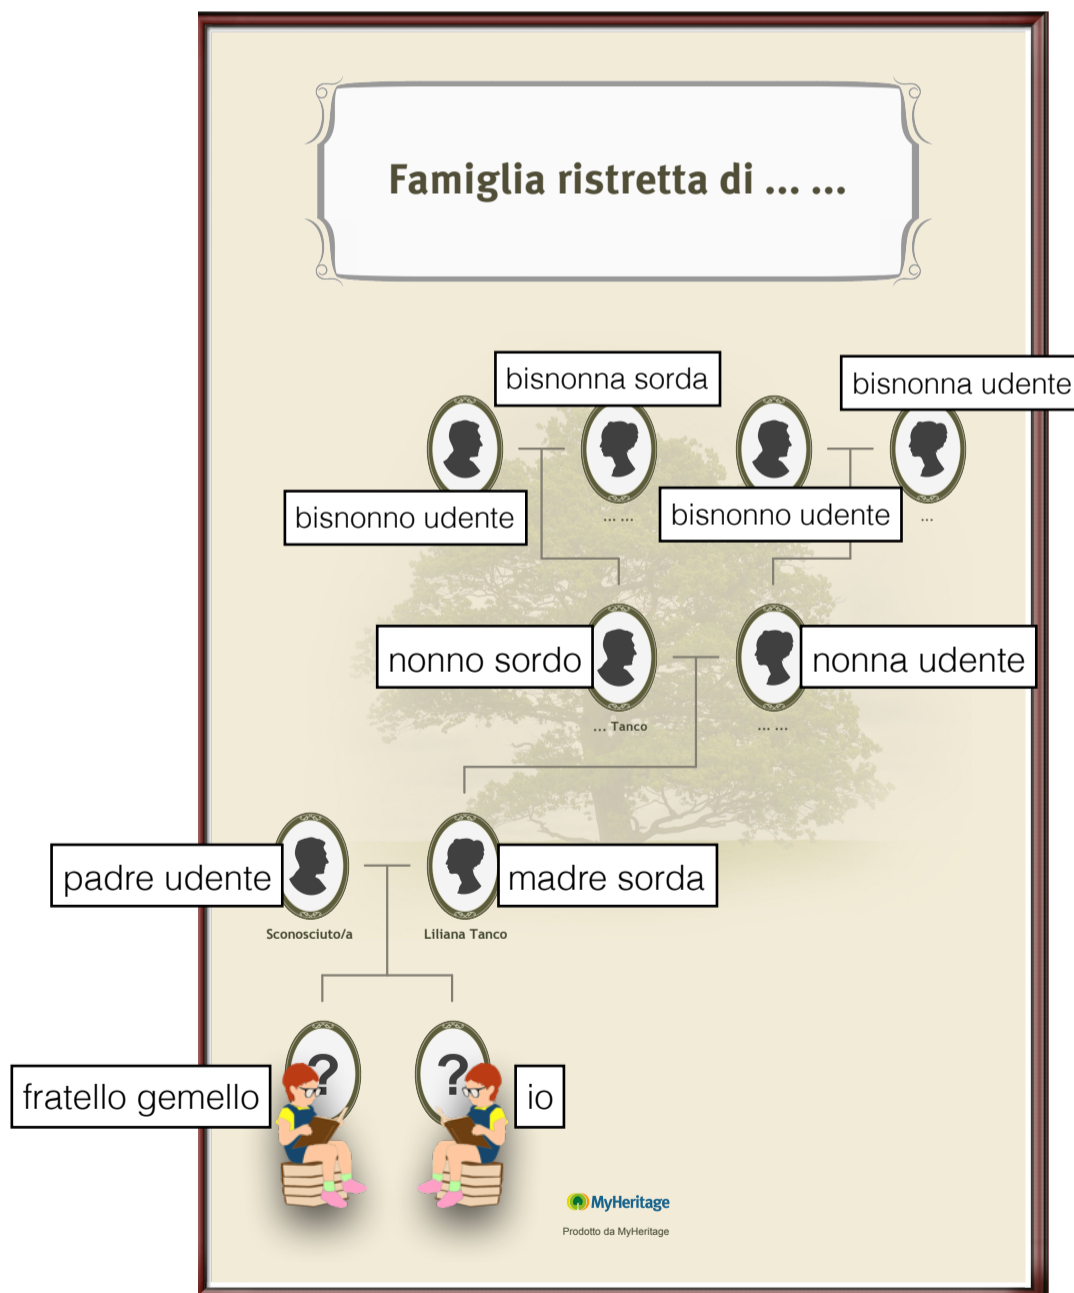 Famiglia ristretta di ... ...
bisnonna sorda
bisnonna udente
bisnonno udente
... ...
bisnonno udente
...
nonno sordo
nonna udente
... Tanco
... ...
padre udente
madre sorda
Sconosciuto/a
Liliana Tanco
?
?
fratello gemello
io
MyHeritage
Prodotto da MyHeritage